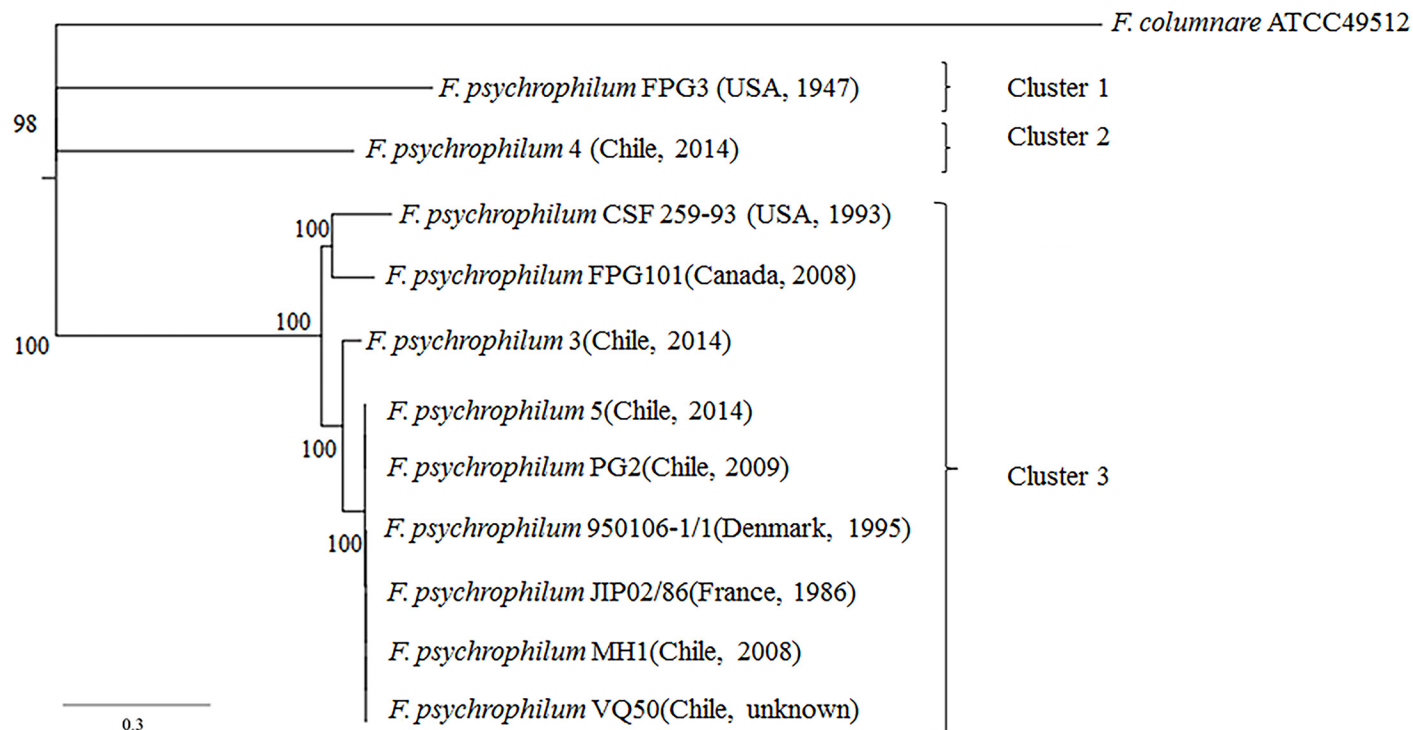 F. columnare ATCC49512
F. psychrophilum FPG3 (USA, 1947)
Cluster 1
98
F. psychrophilum 4 (Chile, 2014)
Cluster 2
F. psychrophilum CSF 259-93 (USA, 1993)
100
F. psychrophilum FPG101(Canada, 2008)
100
F. psychrophilum 3(Chile, 2014)
100
F. psychrophilum 5(Chile, 2014)
100
F. psychrophilum PG2(Chile, 2009)
Cluster 3
F. psychrophilum 950106-1/1(Denmark, 1995)
100
F. psychrophilum JIP02/86(France, 1986)
F. psychrophilum MH1(Chile, 2008)
F. psychrophilum VQ50(Chile, unknown)
0.3